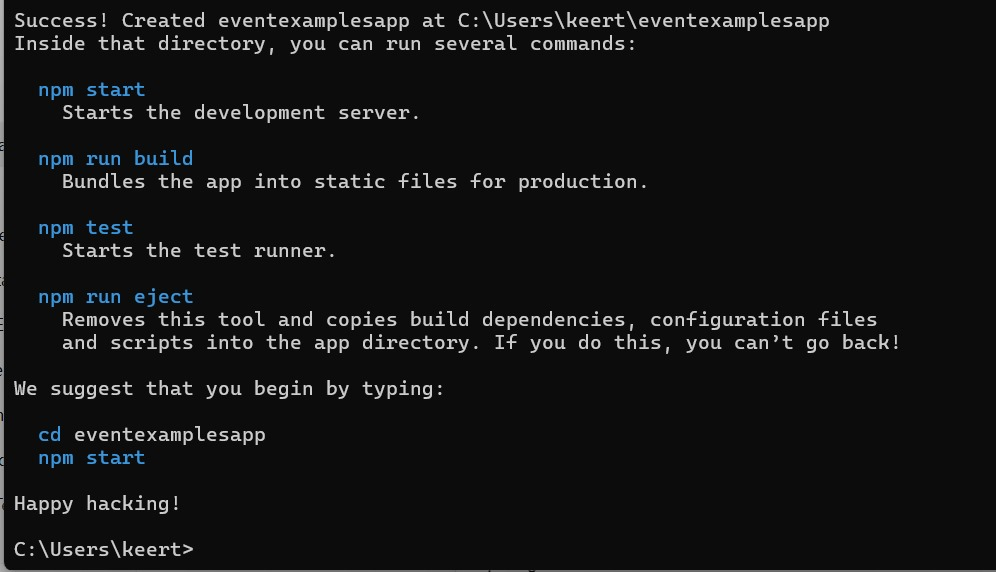 Success! Created eventexamplesapp at C:\Users\keert\eventexamplesapp
Inside that directory, you can run several commands:

  npm start
    Starts the development server.

  npm run build
    Bundles the app into static files for production.

  npm test
    Starts the test runner.

  npm run eject
    Removes this tool and copies build dependencies, configuration files
    and scripts into the app directory. If you do this, you can’t go back!

We suggest that you begin by typing:

  cd eventexamplesapp
  npm start

Happy hacking!

C:\Users\keert>